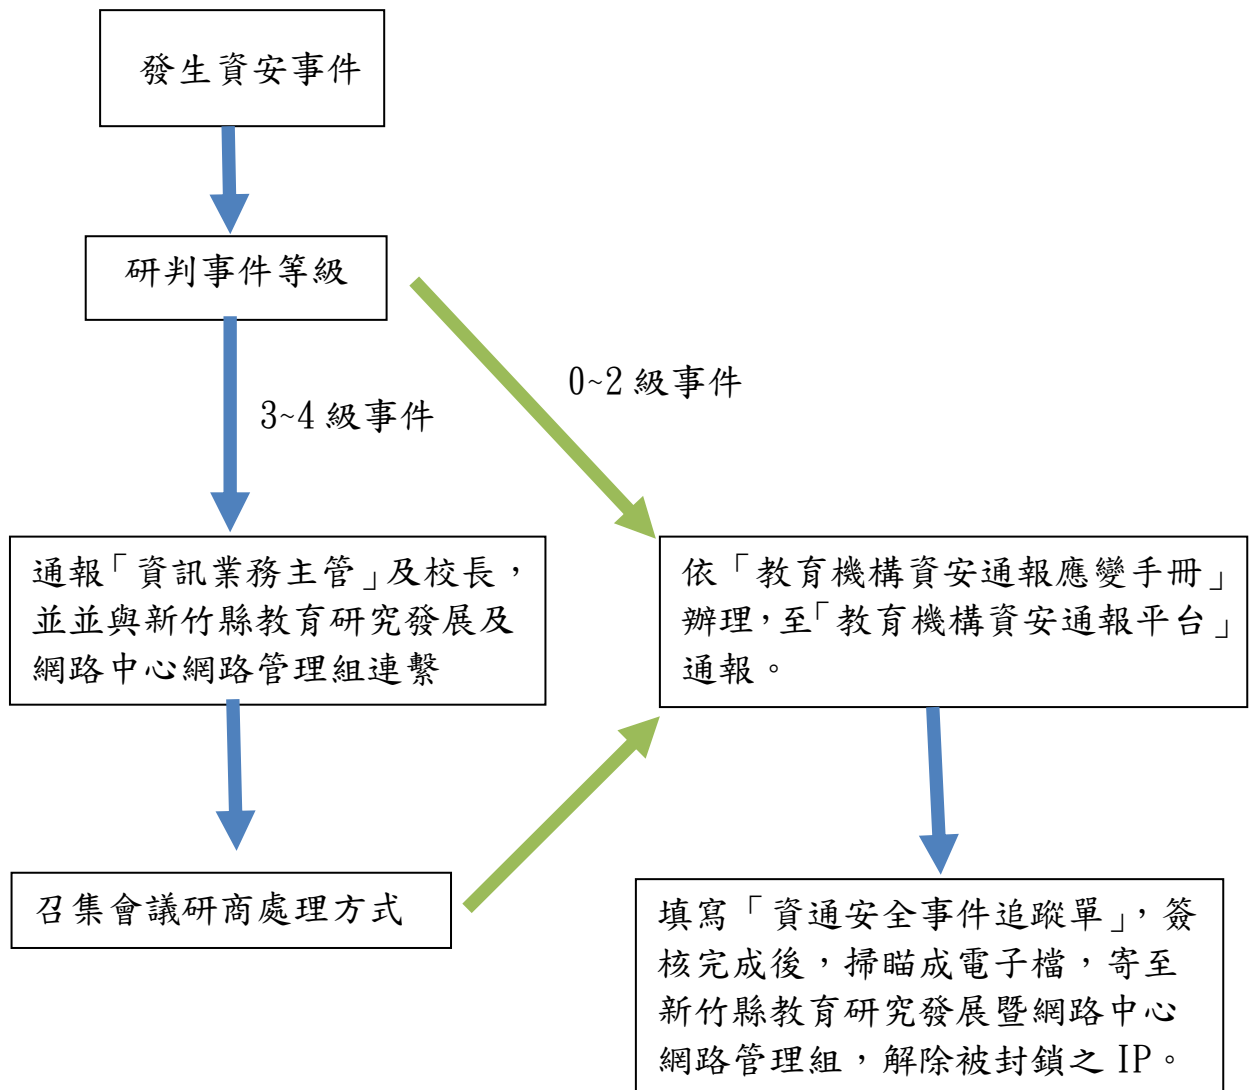 發生資安事件
研判事件等級
0~2 級事件
3~4 級事件
通報「資訊業務主管」及校長，
並並與新竹縣教育研究發展及
網路中心網路管理組連繫
依「教育機構資安通報應變手冊」
辦理，至「教育機構資安通報平台」
通報。
召集會議研商處理方式
填寫「資通安全事件追蹤單」，簽
核完成後，掃瞄成電子檔，寄至
新竹縣教育研究發展暨網路中心
網路管理組，解除被封鎖之 IP。